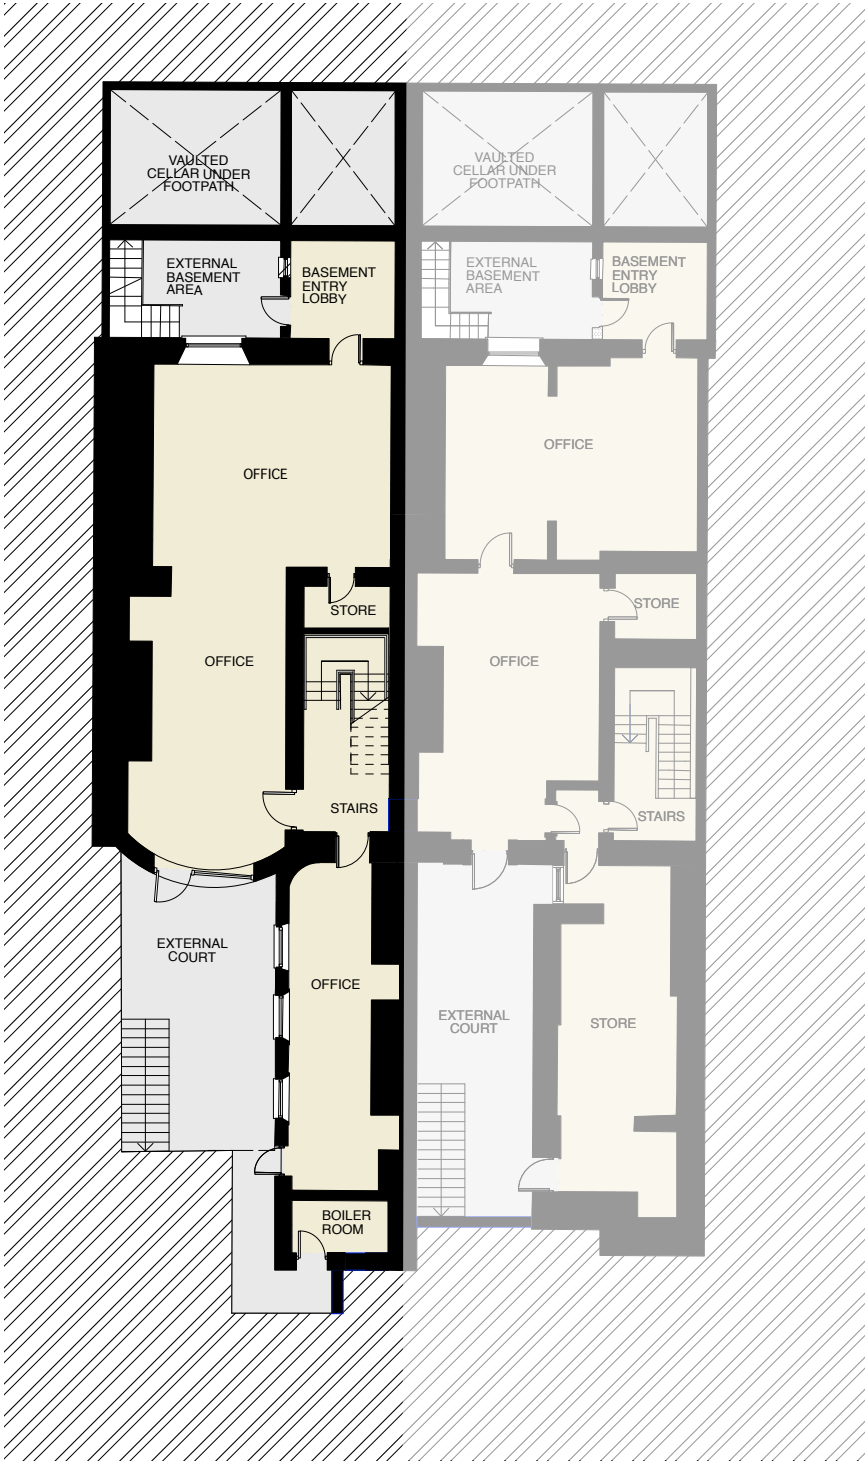 VAULTED
CELLAR UNDER
FOOTPATH
EXTERNAL
BASEMENT
AREA
BASEMENT
ENTRY
LOBBY
OFFICE
STORE
OFFICE
STAIRS
EXTERNAL
COURT
OFFICE
BOILER
ROOM
VAULTED
CELLAR UNDER
FOOTPATH
EXTERNAL
BASEMENT
AREA
BASEMENT
ENTRY
LOBBY
OFFICE
STORE
OFFICE
STAIRS
EXTERNAL
COURT
STORE